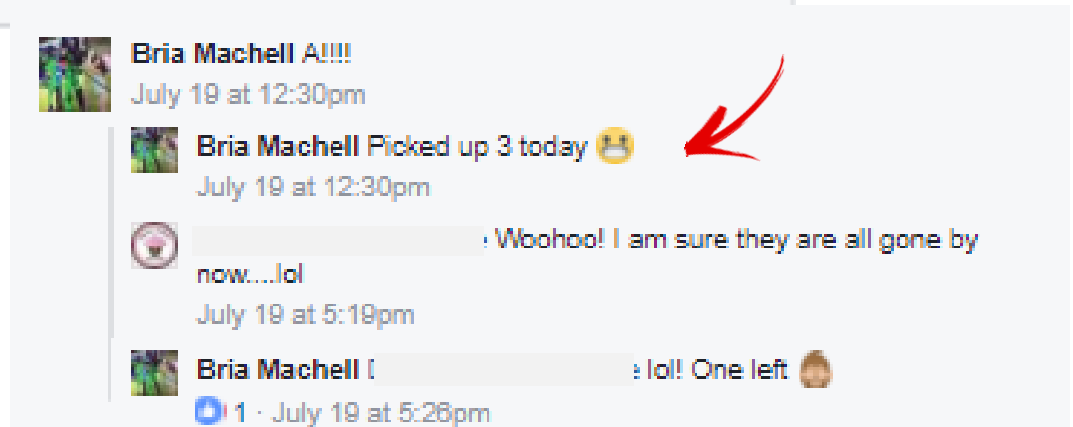 Bria Machell A!!!!
July 19 at 12:30pm
Bria Machell Picked up 3 today
July 19 at 12:30pm
Woohoo! I am sure they are all gone by
now....lol
July 19 at 5:19pm
Bria Machell lol! One left
1 · July 19 at 5:26pm